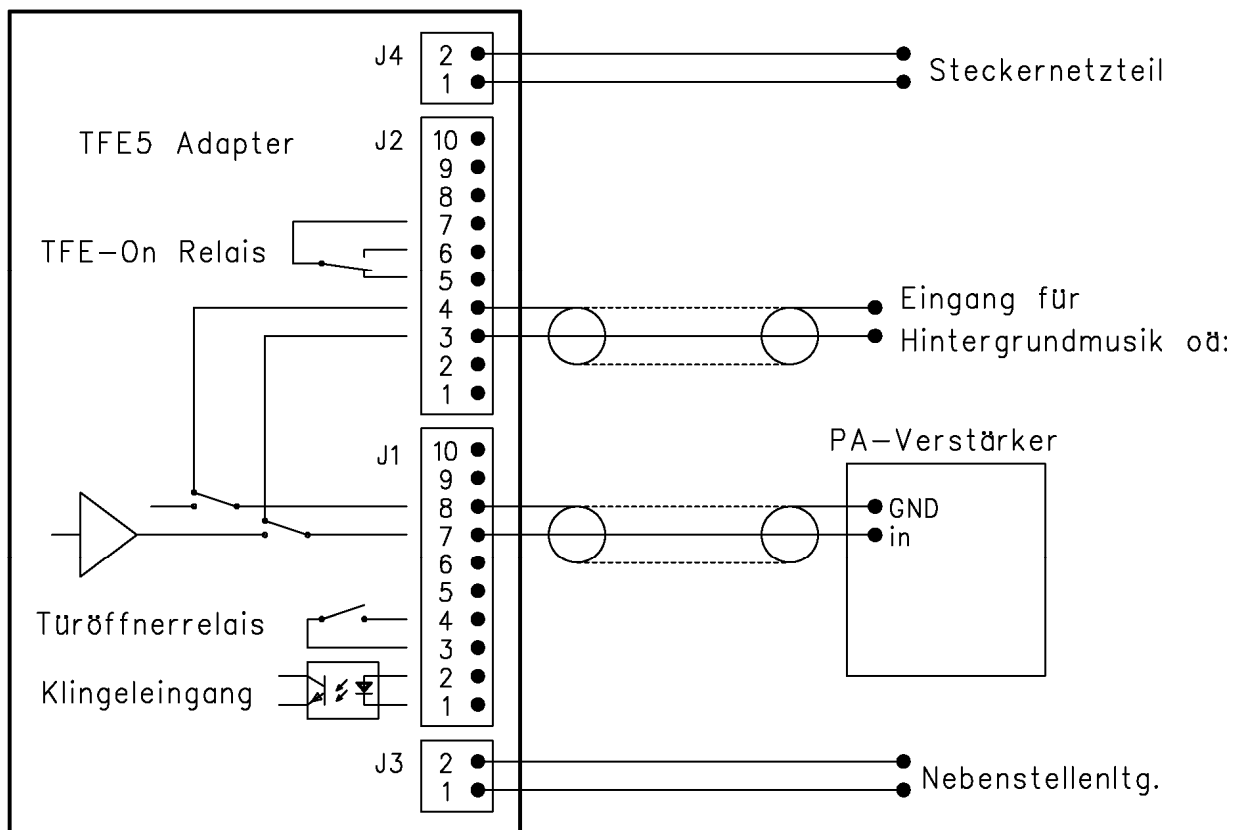 J4
2
1
Steckernetzteil
TFE5 Adapter
J2
10
9
8
7
6
5
4
3
2
1
TFE-On Relais
Eingang für
Hintergrundmusik oä:
J1
10
9
8
7
6
5
4
3
2
1
PA-Verstärker
GND
in
Türöffnerrelais
Klingeleingang
J3
2
1
Nebenstellenltg.